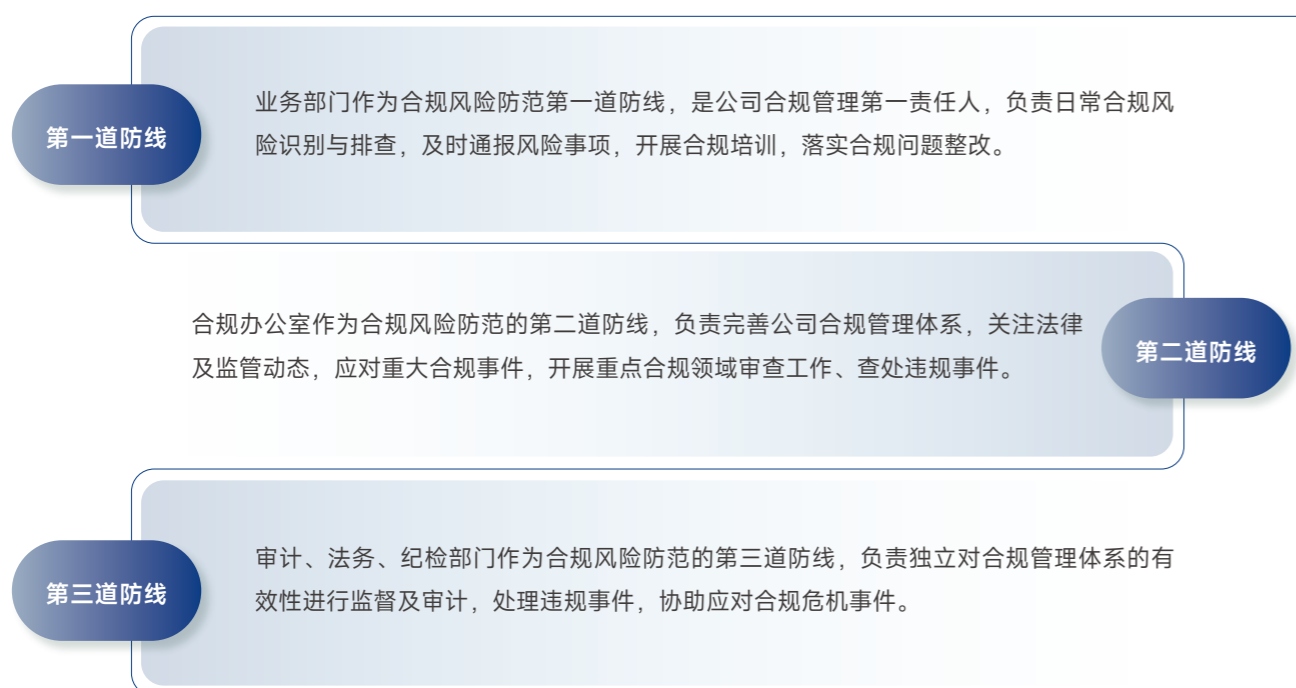 第一道防线
业务部门作为合规风险防范第一道防线，是公司合规管理第一责任人，负责日常合规风
险识别与排查，及时通报风险事项，开展合规培训，落实合规问题整改。
合规办公室作为合规风险防范的第二道防线，负责完善公司合规管理体系，关注法律
及监管动态，应对重大合规事件，开展重点合规领域审查工作、查处违规事件。
第二道防线
第三道防线
审计、法务、纪检部门作为合规风险防范的第三道防线，负责独立对合规管理体系的有
效性进行监督及审计，处理违规事件，协助应对合规危机事件。